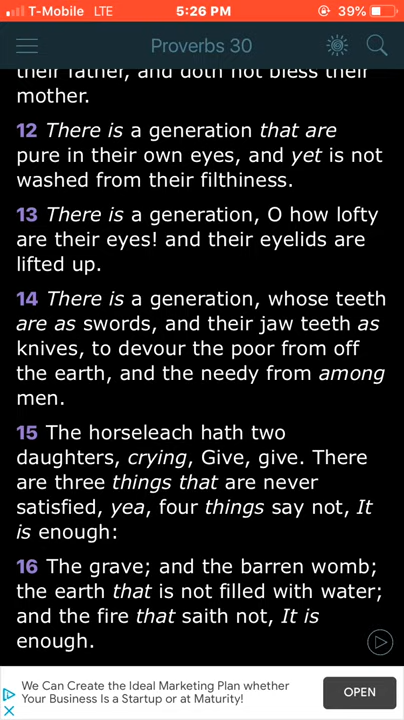 T-Mobile LTE 5:26 PM 39%
Proverbs 30
their father, and doth not bless their
mother.
12 There is a generation that are
pure in their own eyes, and yet is not
washed from their filthiness.
13 There is a generation, O how lofty
are their eyes! and their eyelids are
lifted up.
14 There is a generation, whose teeth
are as swords, and their jaw teeth as
knives, to devour the poor from off
the earth, and the needy from among
men.
15 The horseleach hath two
daughters, crying, Give, give. There
are three things that are never
satisfied, yea, four things say not, It
is enough:
16 The grave; and the barren womb;
the earth that is not filled with water;
and the fire that saith not, It is
enough.
We Can Create the Ideal Marketing Plan whether
Your Business Is a Startup or at Maturity!
OPEN